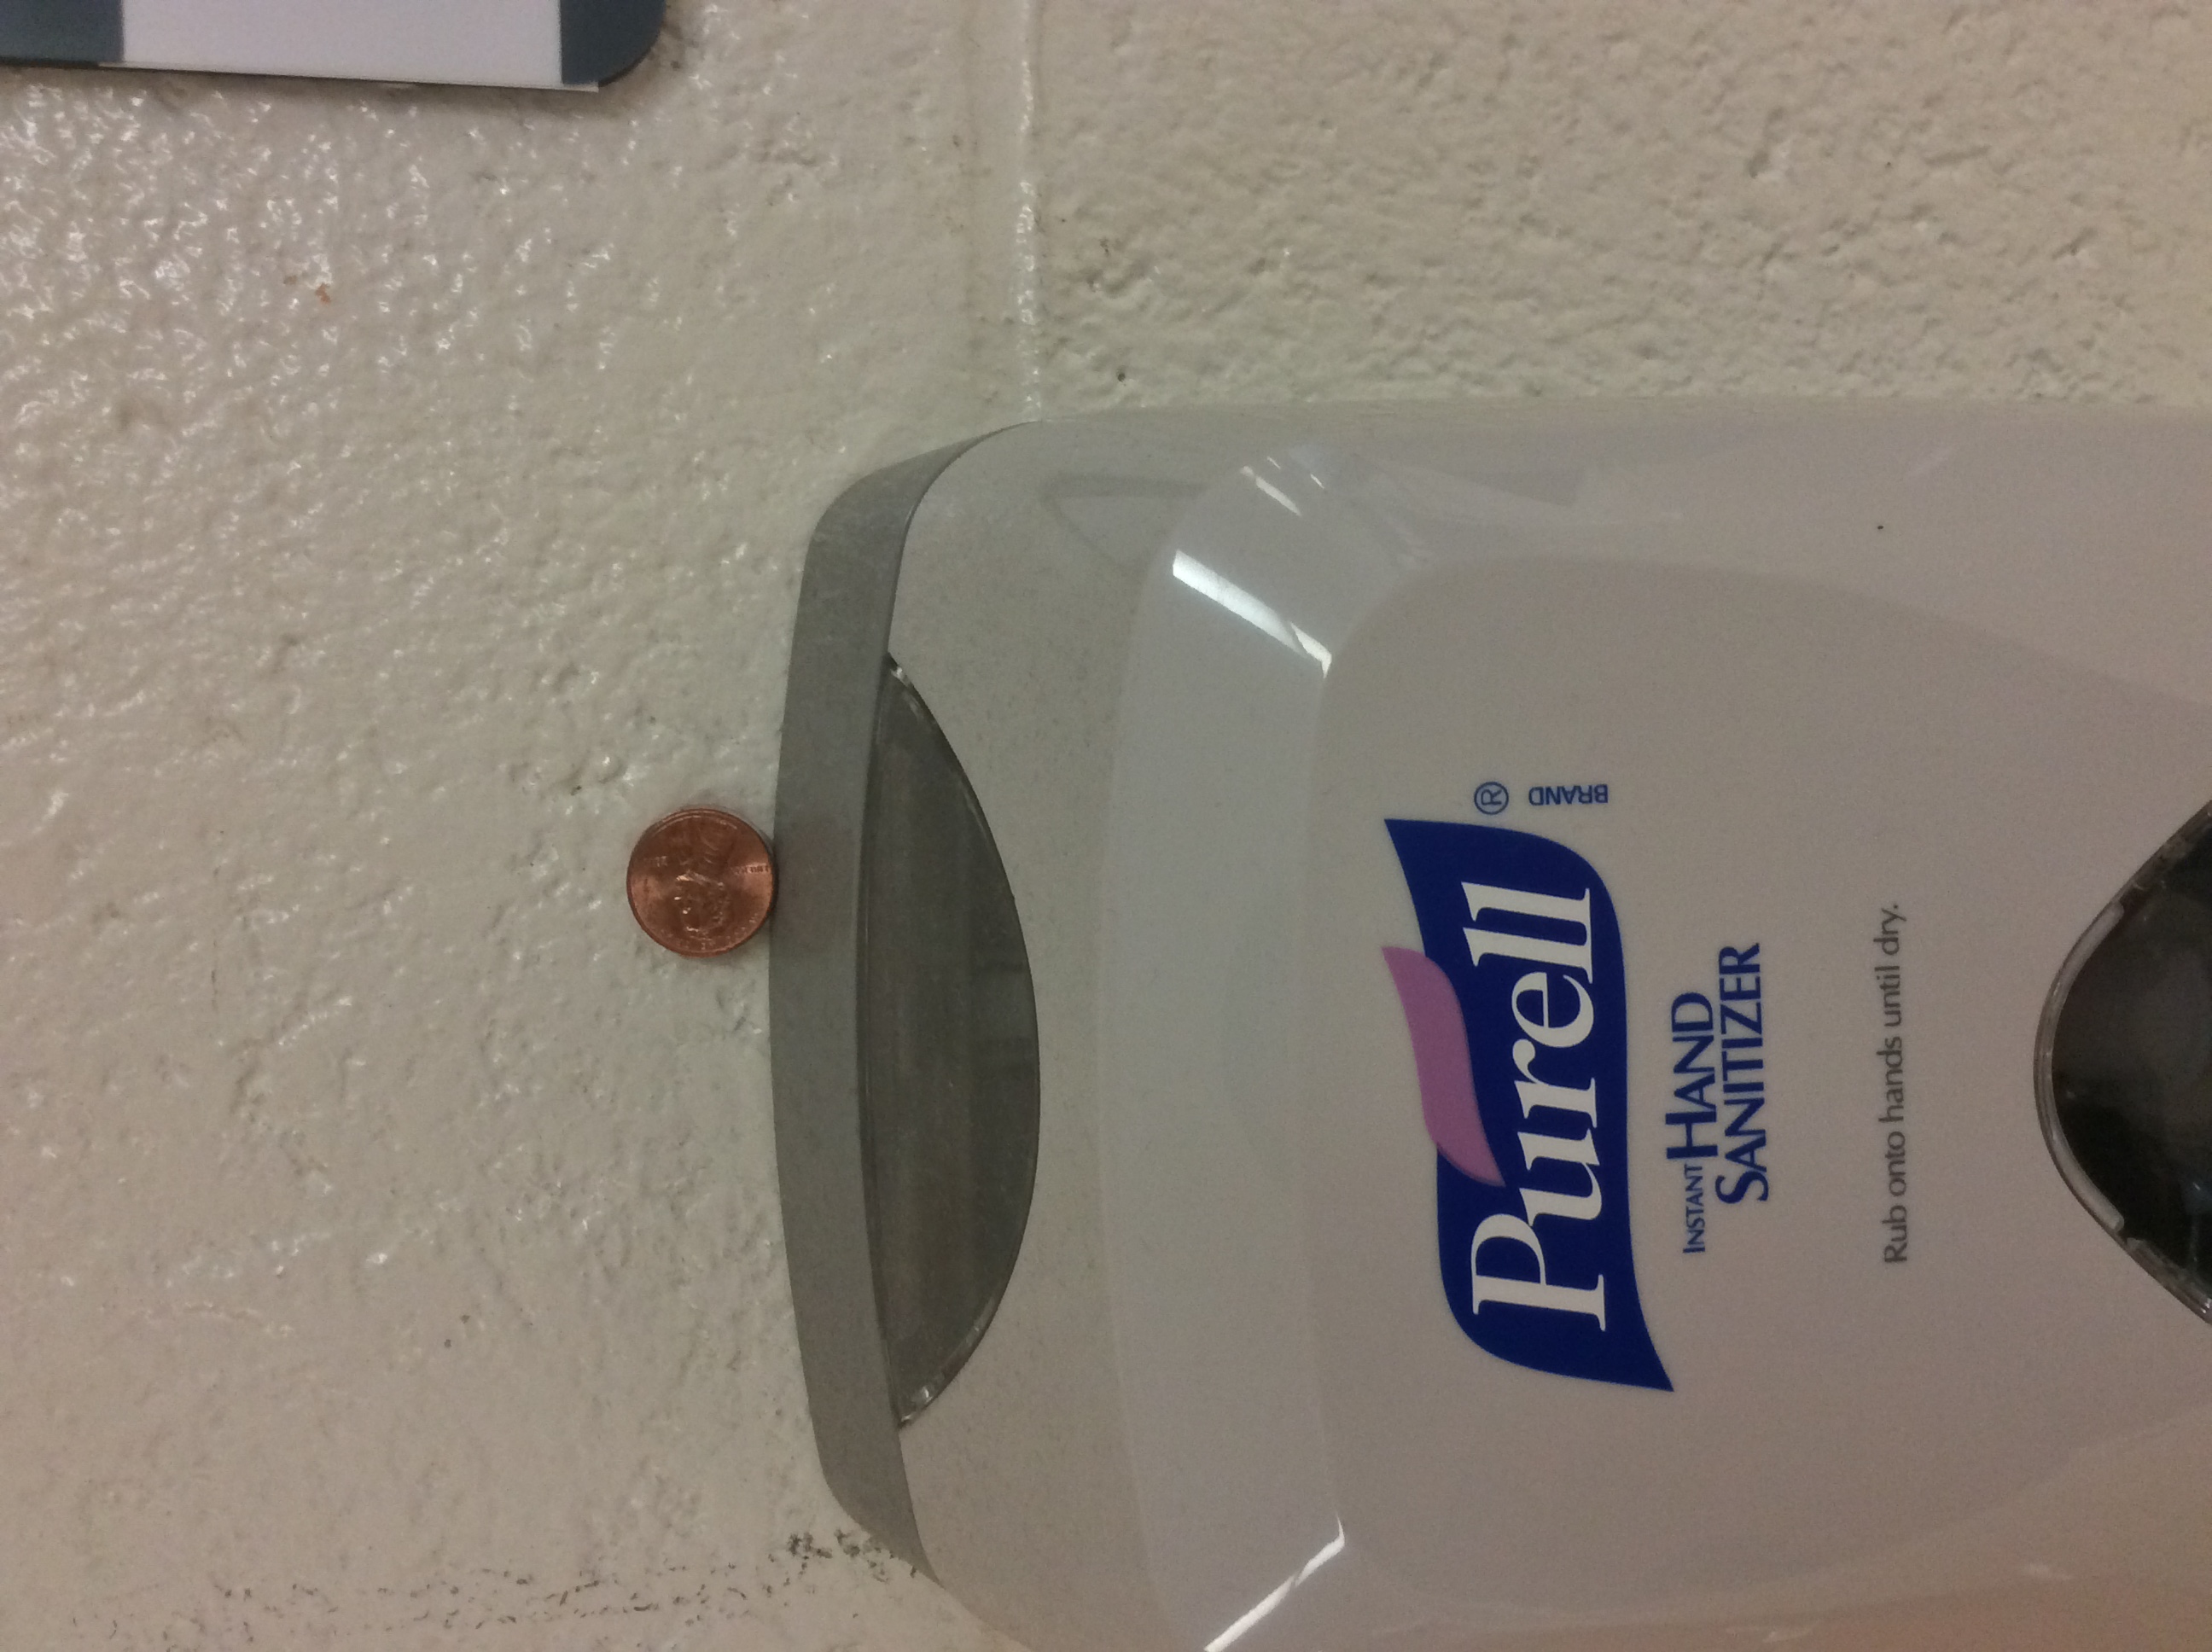 Purell
®
BRAND
INSTANT HAND
SANITIZER
Rub onto hands until dry.